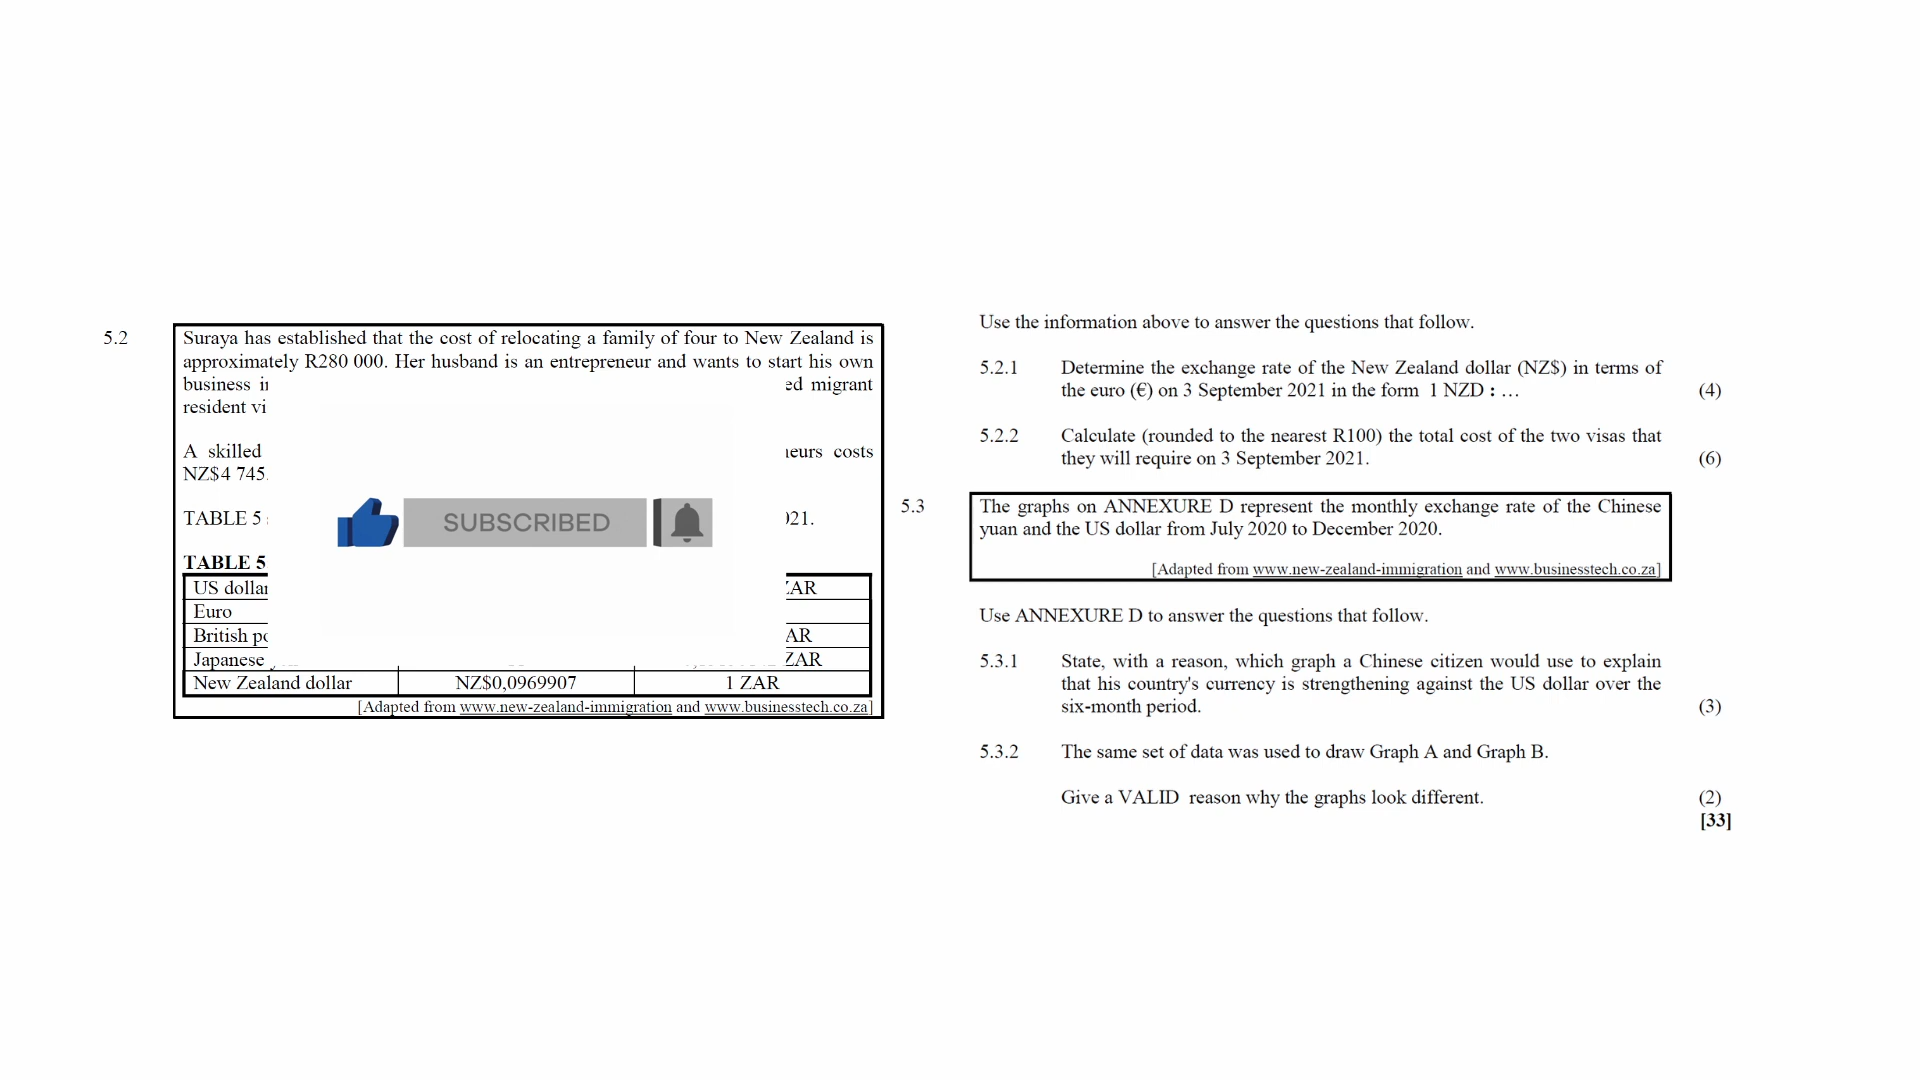 5.2
Suraya has established that the cost of relocating a family of four to New Zealand is
approximately R280 000. Her husband is an entrepreneur and wants to start his own
business migrant
resident
A skilled costs
NZ$4 745.
TABLE 5
TABLE 5
US dollar ZAR
Euro
British ZAR
Japanese ZAR
New Zealand dollar NZ$0,0969907 1 ZAR
[Adapted from www.new-zealand-immigration and www.businesstech.co.za]
SUBSCRIBED
Use the information above to answer the questions that follow.
5.2.1 Determine the exchange rate of the New Zealand dollar (NZ$) in terms of
the euro (€) on 3 September 2021 in the form 1 NZD : … (4)
5.2.2 Calculate (rounded to the nearest R100) the total cost of the two visas that
they will require on 3 September 2021. (6)
5.3 The graphs on ANNEXURE D represent the monthly exchange rate of the Chinese
yuan and the US dollar from July 2020 to December 2020.
[Adapted from www.new-zealand-immigration and www.businesstech.co.za]
Use ANNEXURE D to answer the questions that follow.
5.3.1 State, with a reason, which graph a Chinese citizen would use to explain
that his country's currency is strengthening against the US dollar over the
six-month period. (3)
5.3.2 The same set of data was used to draw Graph A and Graph B.
Give a VALID reason why the graphs look different. (2)
[33]